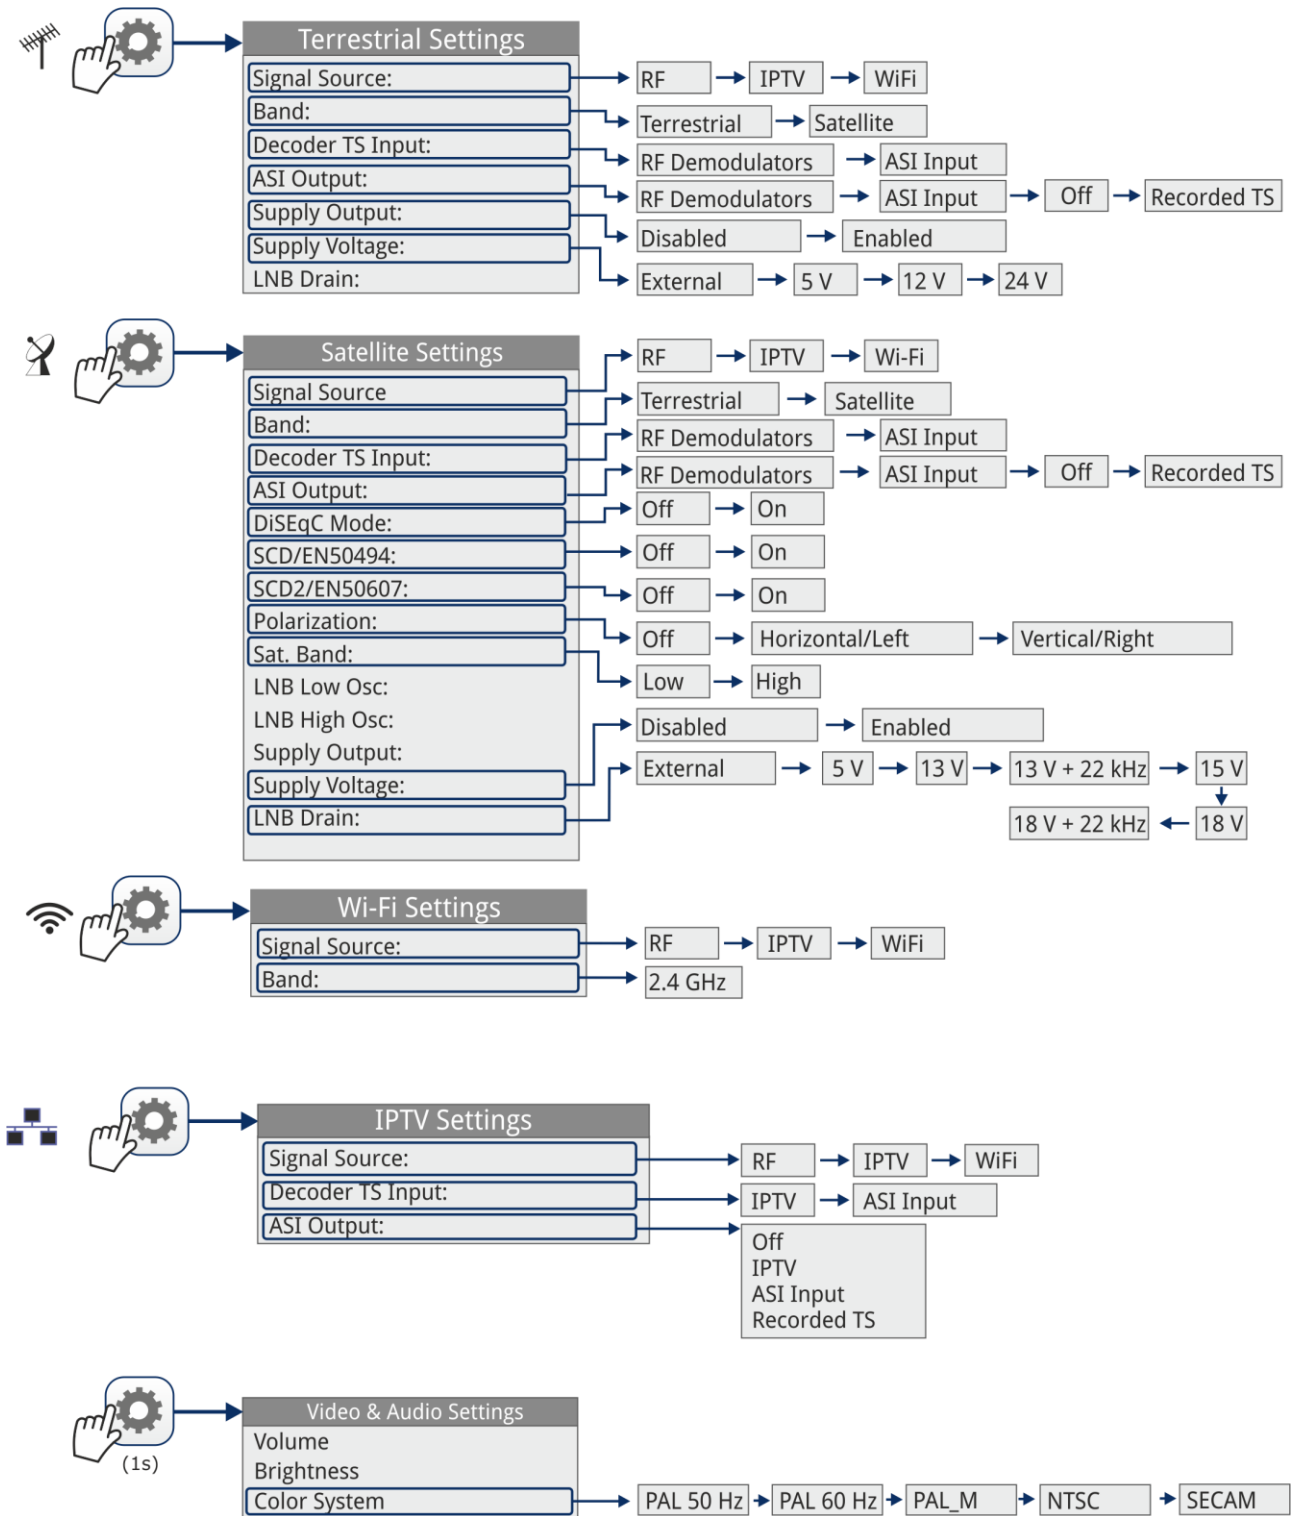 Terrestrial Settings
Signal Source:
RF
IPTV
WiFi
Band:
Terrestrial
Satellite
Decoder TS Input:
RF Demodulators
ASI Input
ASI Output:
RF Demodulators
ASI Input
Off
Recorded TS
Supply Output:
Disabled
Enabled
Supply Voltage:
External
5 V
12 V
24 V
LNB Drain:
Satellite Settings
Signal Source
RF
IPTV
Wi-Fi
Band:
Terrestrial
Satellite
Decoder TS Input:
RF Demodulators
ASI Input
ASI Output:
RF Demodulators
ASI Input
Off
Recorded TS
DiSEqC Mode:
Off
On
SCD/EN50494:
Off
On
SCD2/EN50607:
Off
On
Polarization:
Off
Horizontal/Left
Vertical/Right
Sat. Band:
Low
High
LNB Low Osc:
LNB High Osc:
Supply Output:
Supply Voltage:
Disabled
Enabled
LNB Drain:
External
5 V
13 V
13 V + 22 kHz
15 V
18 V
18 V + 22 kHz
Wi-Fi Settings
Signal Source:
RF
IPTV
WiFi
Band:
2.4 GHz
IPTV Settings
Signal Source:
RF
IPTV
WiFi
Decoder TS Input:
IPTV
ASI Input
ASI Output:
Off
IPTV
ASI Input
Recorded TS
(1s)
Video & Audio Settings
Volume
Brightness
Color System
PAL 50 Hz
PAL 60 Hz
PAL_M
NTSC
SECAM